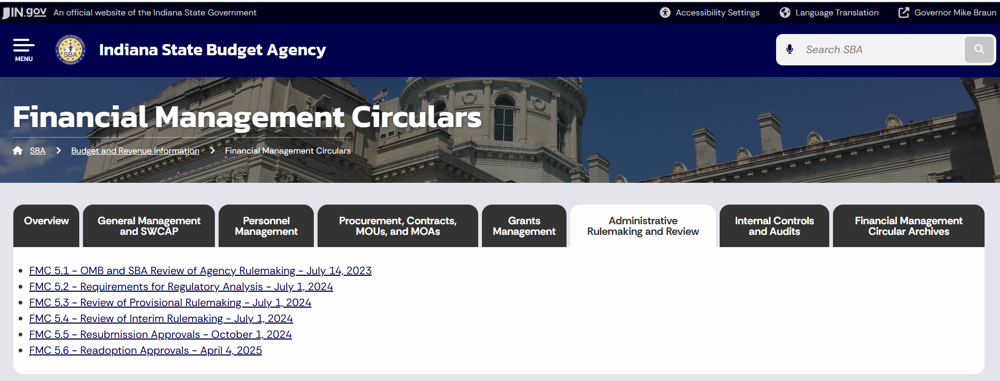 IN.gov An official website of the Indiana State Government Accessibility Settings Language Translation Governor Mike Braun
MENU
SBA
INDIANA
Indiana State Budget Agency
Search SBA
Financial Management Circulars
SBA Budget and Revenue Information Financial Management Circulars
Overview
General Management
and SWCAP
Personnel
Management
Procurement, Contracts,
MOUs, and MOAs
Grants
Management
Administrative
Rulemaking and Review
Internal Controls
and Audits
Financial Management
Circular Archives
FMC 5.1 - OMB and SBA Review of Agency Rulemaking - July 14, 2023
FMC 5.2 - Requirements for Regulatory Analysis - July 1, 2024
FMC 5.3 - Review of Provisional Rulemaking - July 1, 2024
FMC 5.4 - Review of Interim Rulemaking - July 1, 2024
FMC 5.5 - Resubmission Approvals - October 1, 2024
FMC 5.6 - Readoption Approvals - April 4, 2025